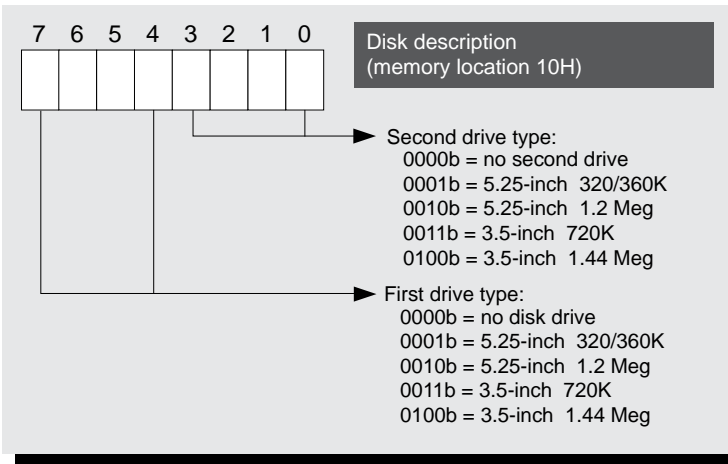 7 6 5 4 3 2 1 0
Disk description
(memory location 10H)
Second drive type:
0000b = no second drive
0001b = 5.25-inch 320/360K
0010b = 5.25-inch 1.2 Meg
0011b = 3.5-inch 720K
0100b = 3.5-inch 1.44 Meg
First drive type:
0000b = no disk drive
0001b = 5.25-inch 320/360K
0010b = 5.25-inch 1.2 Meg
0011b = 3.5-inch 720K
0100b = 3.5-inch 1.44 Meg